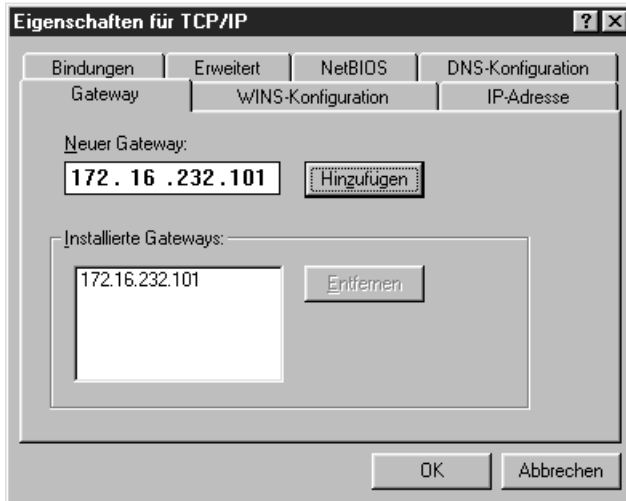 Eigenschaften für TCP/IP
Bindungen Erweitert NetBIOS DNS-Konfiguration
Gateway WINS-Konfiguration IP-Adresse
Neuer Gateway:
172. 16 .232.101 Hinzufügen
Installierte Gateways:
172.16.232.101 Entfernen
OK Abbrechen